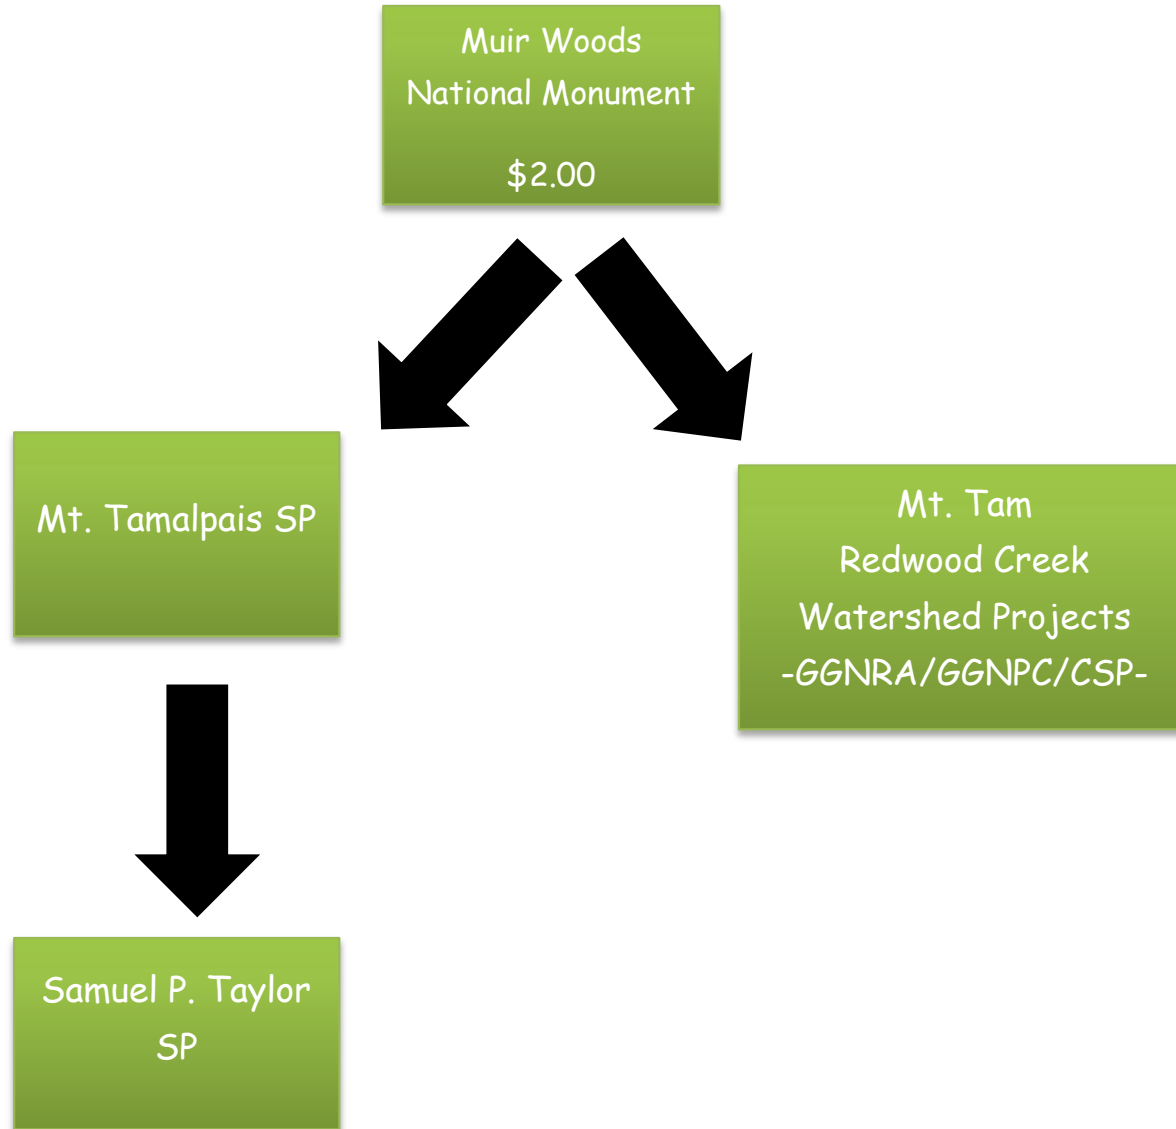 Muir Woods
National Monument
$2.00
Mt. Tamalpais SP
Mt. Tam
Redwood Creek
Watershed Projects
-GGNRA/GGNPC/CSP-
Samuel P. Taylor
SP